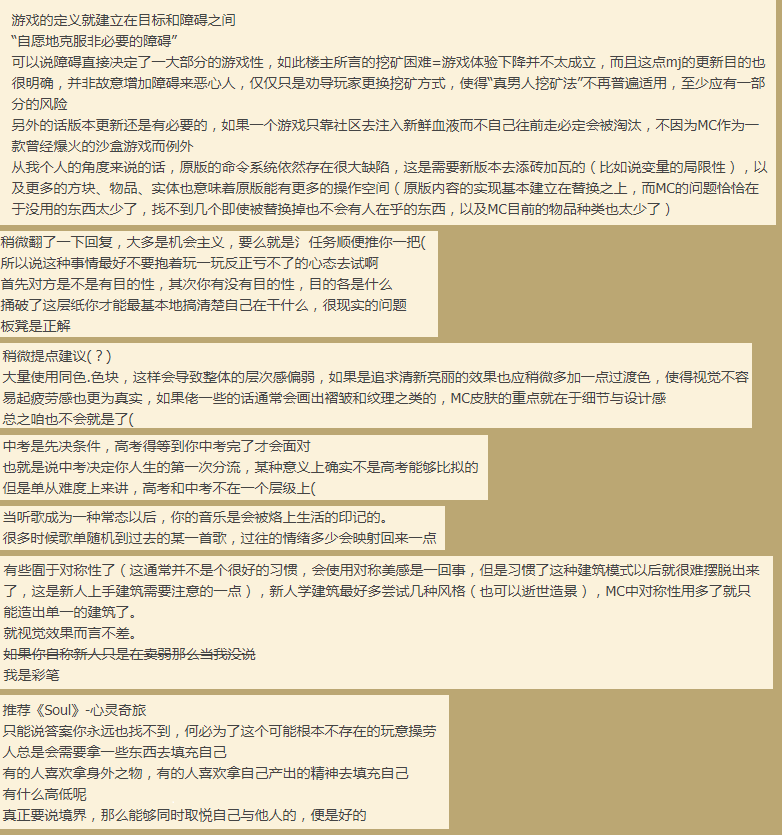 游戏的定义就建立在目标和障碍之间
“自愿地克服非必要的障碍”
可以说障碍直接决定了一大部分的游戏性，如此楼主所言的挖矿困难=游戏体验下降并不太成立，而且这点mj的更新目的也
很明确，并非故意增加障碍来恶心人，仅仅只是劝导玩家更换挖矿方式，使得“真男人挖矿法”不再普遍适用，至少应有一部
分的风险
另外的话版本更新还是有必要的，如果一个游戏只靠社区去注入新鲜血液而不自己往前走必定会被淘汰，不因为MC作为一
款曾经爆火的沙盒游戏而例外
从我个人的角度来说的话，原版的命令系统依然存在很大缺陷，这是需要新版本去添砖加瓦的（比如说变量的局限性），以
及更多的方块、物品、实体也意味着原版能有更多的操作空间（原版内容的实现基本建立在替换之上，而MC的问题恰恰在
于没用的东西太少了，找不到几个即使被替换掉也不会有人在乎的东西，以及MC目前的物品种类也太少了）
稍微翻了一下回复，大多是机会主义，要么就是氵任务顺便推你一把(
所以说这种事情最好不要抱着玩一玩反正亏不了的心态去试啊
首先对方是不是有目的性，其次你有没有目的性，目的各是什么
捅破了这层纸你才能最基本地搞清楚自己在干什么，很现实的问题
板凳是正解
稍微提点建议(？)
大量使用同色.色块，这样会导致整体的层次感偏弱，如果是追求清新亮丽的效果也应稍微多加一点过渡色，使得视觉不容
易起疲劳感也更为真实，如果佬一些的话通常会画出褶皱和纹理之类的，MC皮肤的重点就在于细节与设计感
总之咱也不会就是了(
中考是先决条件，高考得等到你中考完了才会面对
也就是说中考决定你人生的第一次分流，某种意义上确实不是高考能够比拟的
但是单从难度上来讲，高考和中考不在一个层级上(
当听歌成为一种常态以后，你的音乐是会被烙上生活的印记的。
很多时候歌单随机到过去的某一首歌，过往的情绪多少会映射回来一点
有些囿于对称性了（这通常并不是个很好的习惯，会使用对称美感是一回事，但是习惯了这种建筑模式以后就很难摆脱出来
了，这是新人上手建筑需要注意的一点），新人学建筑最好多尝试几种风格（也可以逝世造景），MC中对称性用多了就只
能造出单一的建筑了。
就视觉效果而言不差。
如果你自称新人只是在卖弱那么当我没说
我是彩笔
推荐《Soul》-心灵奇旅
只能说答案你永远也找不到，何必为了这个可能根本不存在的玩意操劳
人总是会需要拿一些东西去填充自己
有的人喜欢拿身外之物，有的人喜欢拿自己产出的精神去填充自己
有什么高低呢
真正要说境界，那么能够同时取悦自己与他人的，便是好的